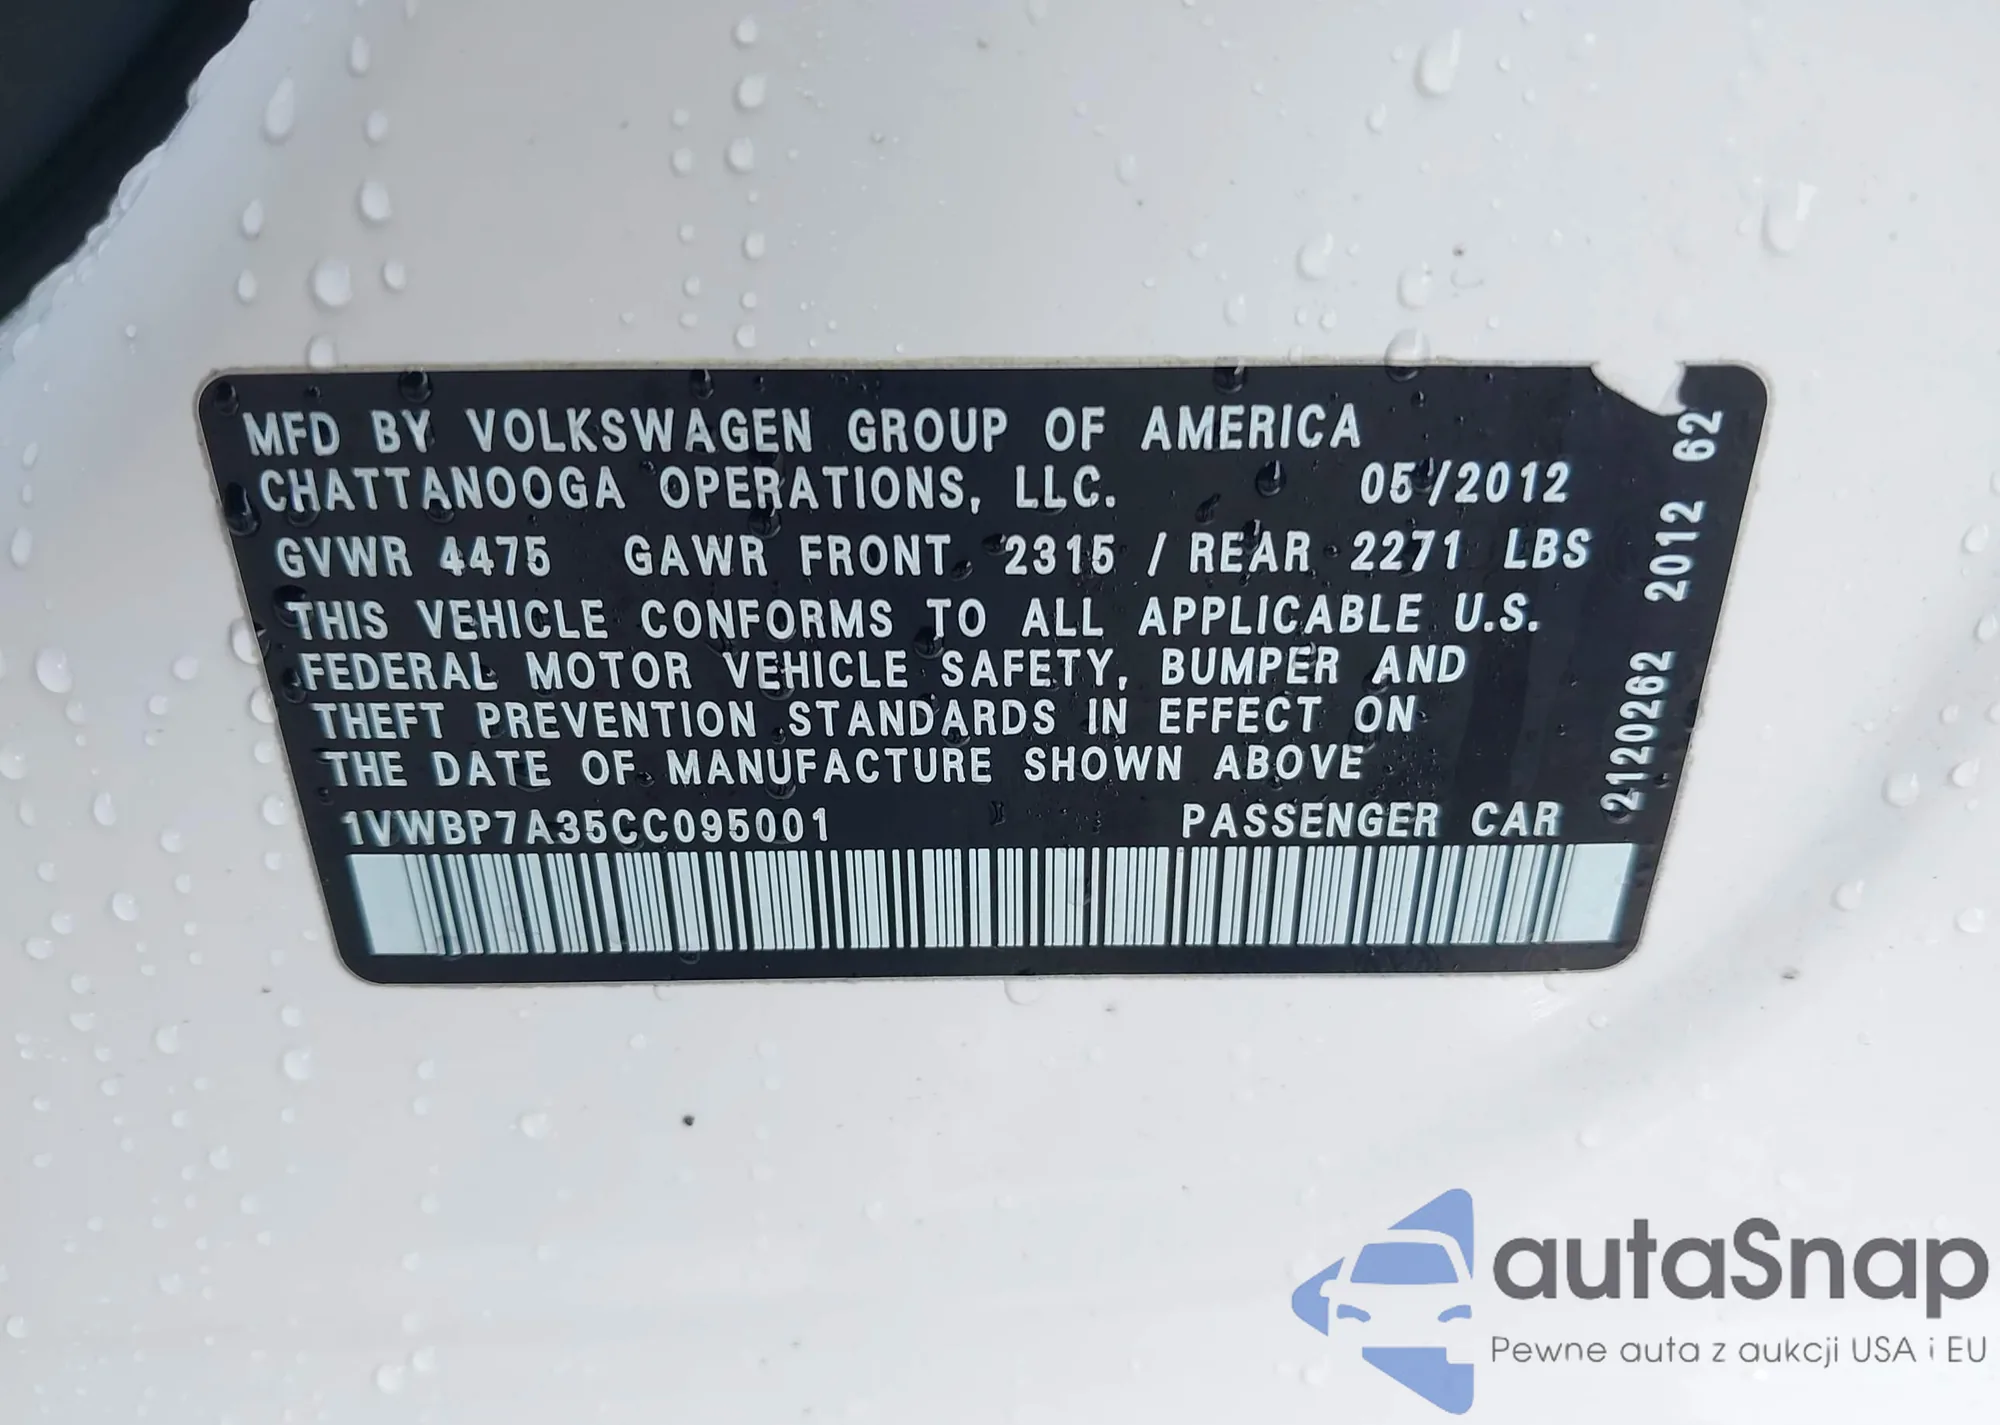 MFD BY VOLKSWAGEN GROUP OF AMERICA
CHATTANOOGA OPERATIONS, LLC. 05/2012
GVWR 4475 GAWR FRONT 2315 / REAR 2271 LBS
THIS VEHICLE CONFORMS TO ALL APPLICABLE U.S.
FEDERAL MOTOR VEHICLE SAFETY, BUMPER AND
THEFT PREVENTION STANDARDS IN EFFECT ON
THE DATE OF MANUFACTURE SHOWN ABOVE
1VWBP7A35CC095001 PASSENGER CAR
21120262 2012 62
autaSnap
Pewne auta z aukcji USA i EU